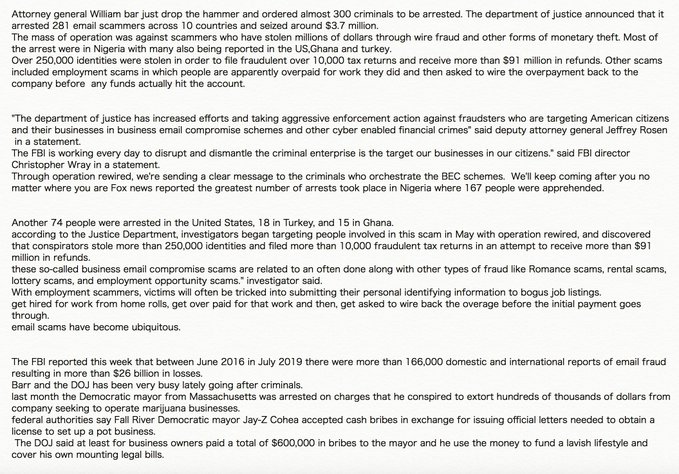 Attorney general William bar just drop the hammer and ordered almost 300 criminals to be arrested. The department of justice announced that it
arrested 281 email scammers across 10 countries and seized around $3.7 million.
The mass of operation was against scammers who have stolen millions of dollars through wire fraud and other forms of monetary theft. Most of
the arrest were in Nigeria with many also being reported in the US,Ghana and turkey.
Over 250,000 identities were stolen in order to file fraudulent over 10,000 tax returns and receive more than $91 million in refunds. Other scams
included employment scams in which people are apparently overpaid for work they did and then asked to wire the overpayment back to the
company before any funds actually hit the account.
"The department of justice has increased efforts and taking aggressive enforcement action against fraudsters who are targeting American citizens
and their businesses in business email compromise schemes and other cyber enabled financial crimes" said deputy attorney general Jeffrey Rosen
in a statement.
The FBI is working every day to disrupt and dismantle the criminal enterprise is the target our businesses in our citizens." said FBI director
Christopher Wray in a statement.
Through operation rewired, we're sending a clear message to the criminals who orchestrate the BEC schemes. We'll keep coming after you no
matter where you are Fox news reported the greatest number of arrests took place in Nigeria where 167 people were apprehended.
Another 74 people were arrested in the United States, 18 in Turkey, and 15 in Ghana.
according to the Justice Department, investigators began targeting people involved in this scam in May with operation rewired, and discovered
that conspirators stole more than 250,000 identities and filed more than 10,000 fraudulent tax returns in an attempt to receive more than $91
million in refunds.
these so-called business email compromise scams are related to an often done along with other types of fraud like Romance scams, rental scams,
lottery scams, and employment opportunity scams." investigator said.
With employment scammers, victims will often be tricked into submitting their personal identifying information to bogus job listings.
get hired for work from home rolls, get over paid for that work and then, get asked to wire back the overage before the initial payment goes
through.
email scams have become ubiquitous.
The FBI reported this week that between June 2016 in July 2019 there were more than 166,000 domestic and international reports of email fraud
resulting in more than $26 billion in losses.
Barr and the DOJ has been very busy lately going after criminals.
last month the Democratic mayor from Massachusetts was arrested on charges that he conspired to extort hundreds of thousands of dollars from
company seeking to operate marijuana businesses.
federal authorities say Fall River Democratic mayor Jay-Z Cohea accepted cash bribes in exchange for issuing official letters needed to obtain a
license to set up a pot business.
The DOJ said at least for business owners paid a total of $600,000 in bribes to the mayor and he use the money to fund a lavish lifestyle and
cover his own mounting legal bills.